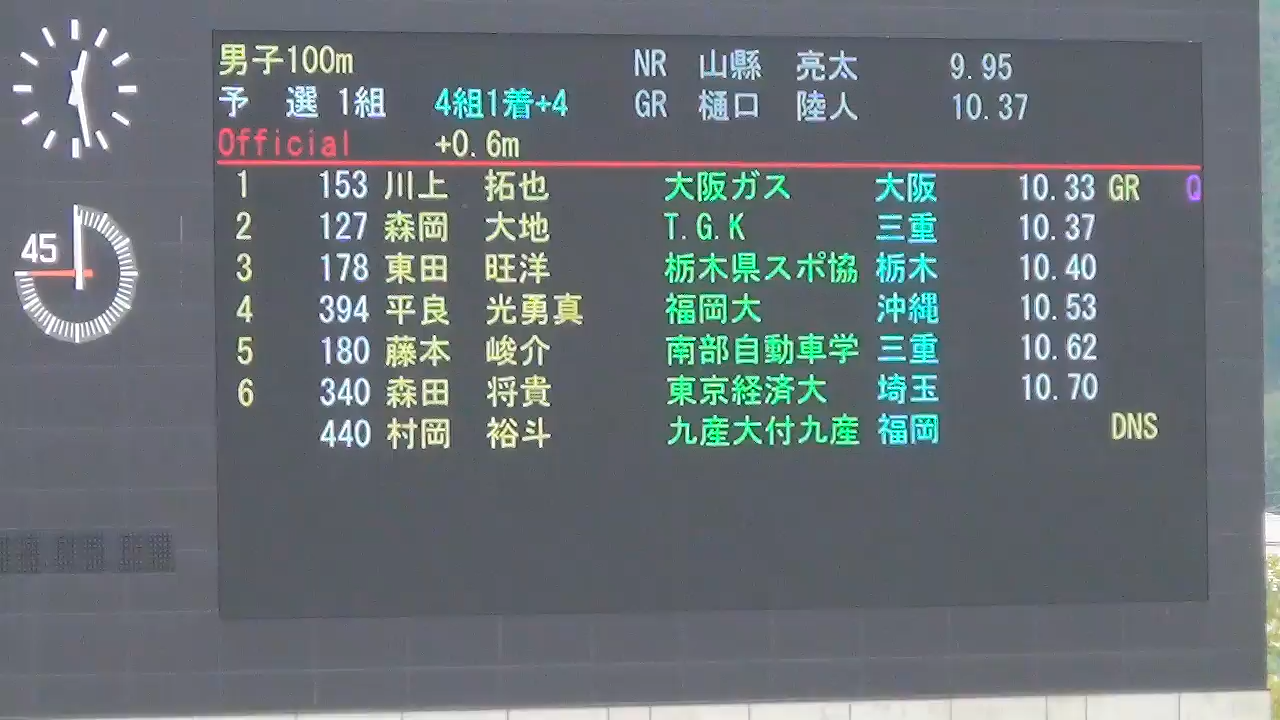 男子100m NR 山縣 亮太 9.95
予 選 1組 4組1着+4 GR 樋口 陸人 10.37
Official +0.6m
1 153 川上 拓也 大阪ガス 大阪 10.33 GR Q
2 127 森岡 大地 T.G.K 三重 10.37
3 178 東田 旺洋 栃木県スポ協 栃木 10.40
4 394 平良 光勇真 福岡大 沖縄 10.53
5 180 藤本 峻介 南部自動車学 三重 10.62
6 340 森田 将貴 東京経済大 埼玉 10.70
440 村岡 裕斗 九産大付九産 福岡 DNS
45